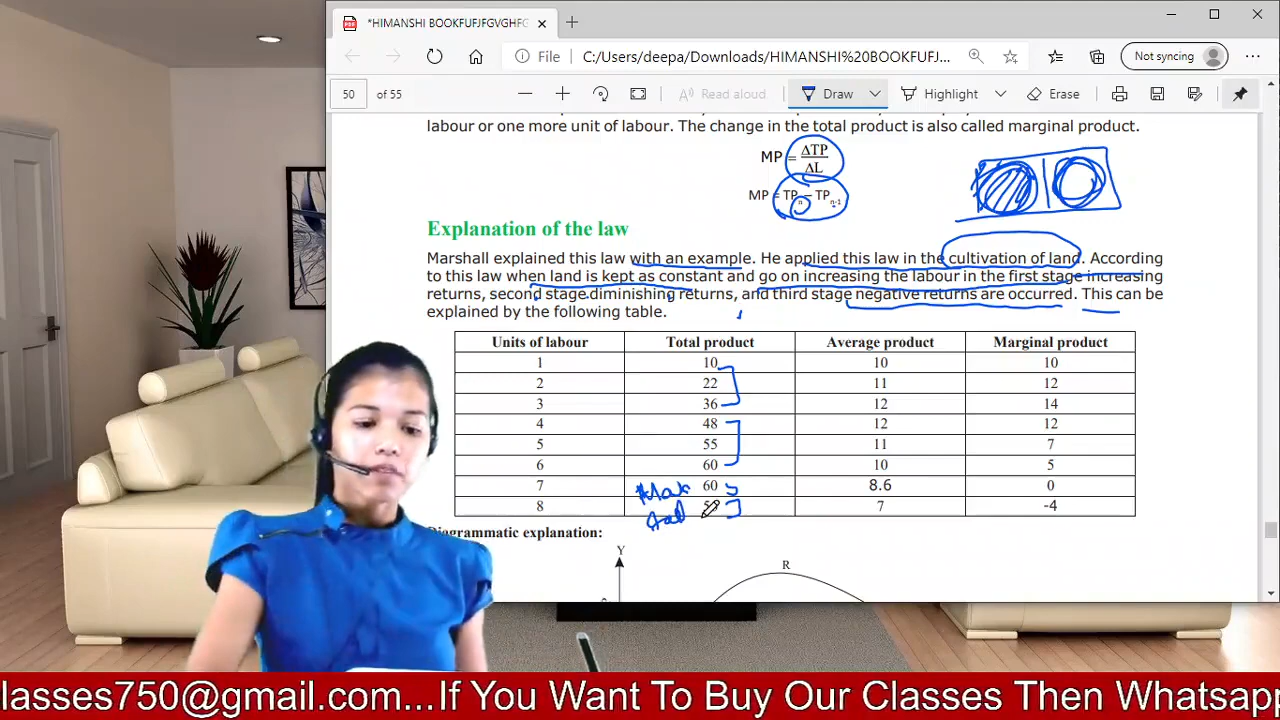 *HIMANSHI BOOKFUFJFGVGHFG
File C:/Users/deepa/Downloads/HIMANSHI%20BOOKFUFJ... Not syncing
50 of 55 Read aloud Draw Highlight Erase
labour or one more unit of labour. The change in the total product is also called marginal product.
MP = ΔTP/ΔL
MP = TPn – TPn-1
Explanation of the law
Marshall explained this law with an example. He applied this law in the cultivation of land. According
to this law when land is kept as constant and go on increasing the labour in the first stage increasing
returns, second stage diminishing returns, and third stage negative returns are occurred. This can be
explained by the following table.
Units of labour Total product Average product Marginal product
1 10 10 10
2 22 11 12
3 36 12 14
4 48 12 12
5 55 11 7
6 60 10 5
7 60 8.6 0
8 7 -4
Diagrammatic explanation:
Y
R
lasses750@gmail.com...If You Want To Buy Our Classes Then Whatsapp